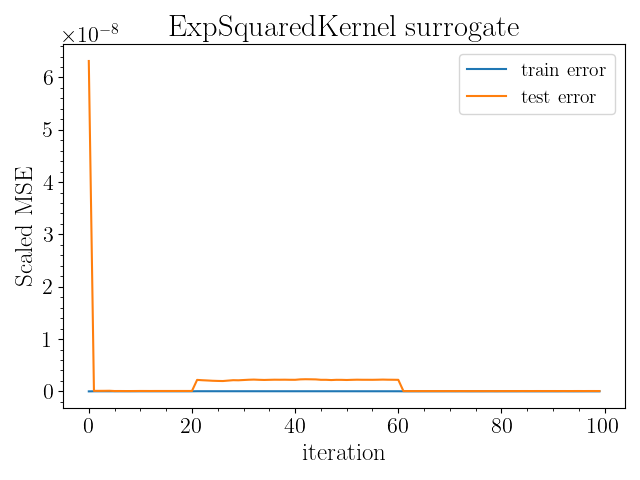 ExpSquaredKernel surrogate
×10⁻⁸
train error
test error
6
5
4
3
2
1
0
Scaled MSE
0 20 40 60 80 100
iteration